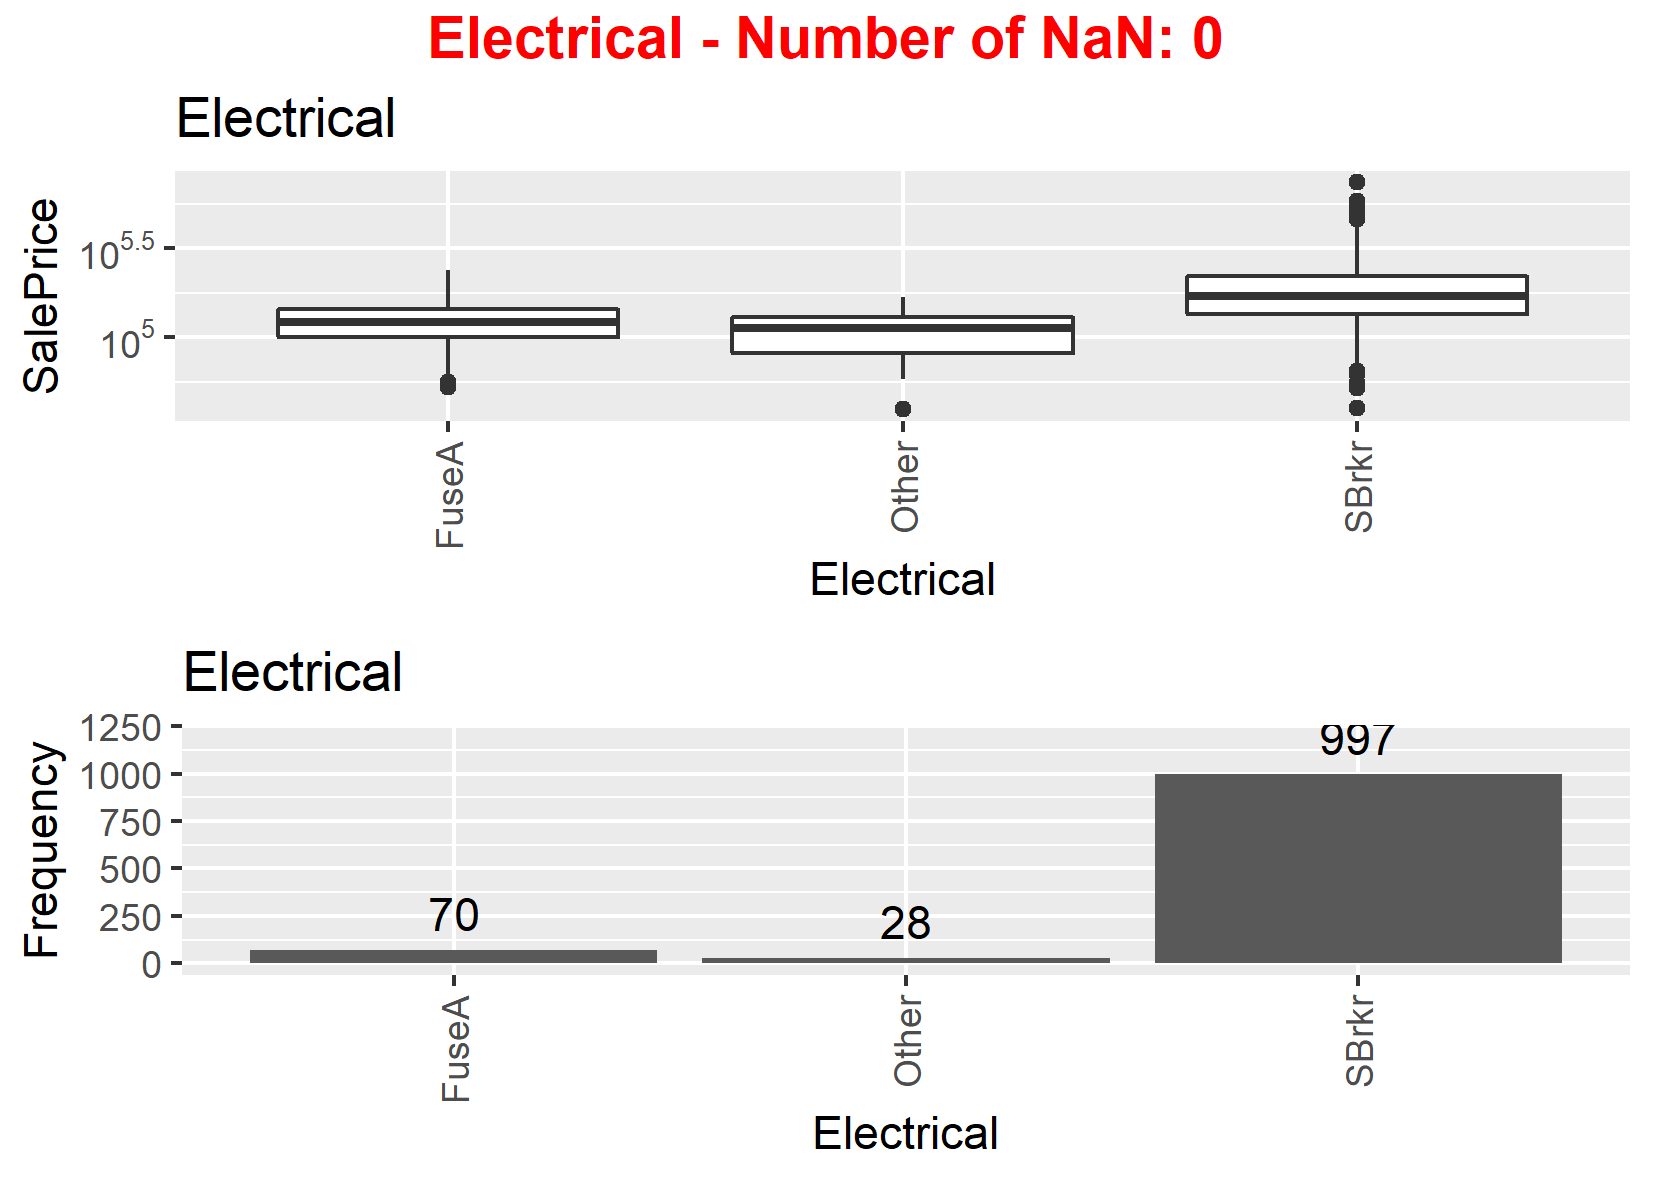 Electrical - Number of NaN: 0
Electrical
SalePrice
10^5.5
10^5
FuseA
Other
SBrkr
Electrical
Electrical
Frequency
1250
1000
750
500
250
0
997
70
28
FuseA
Other
SBrkr
Electrical